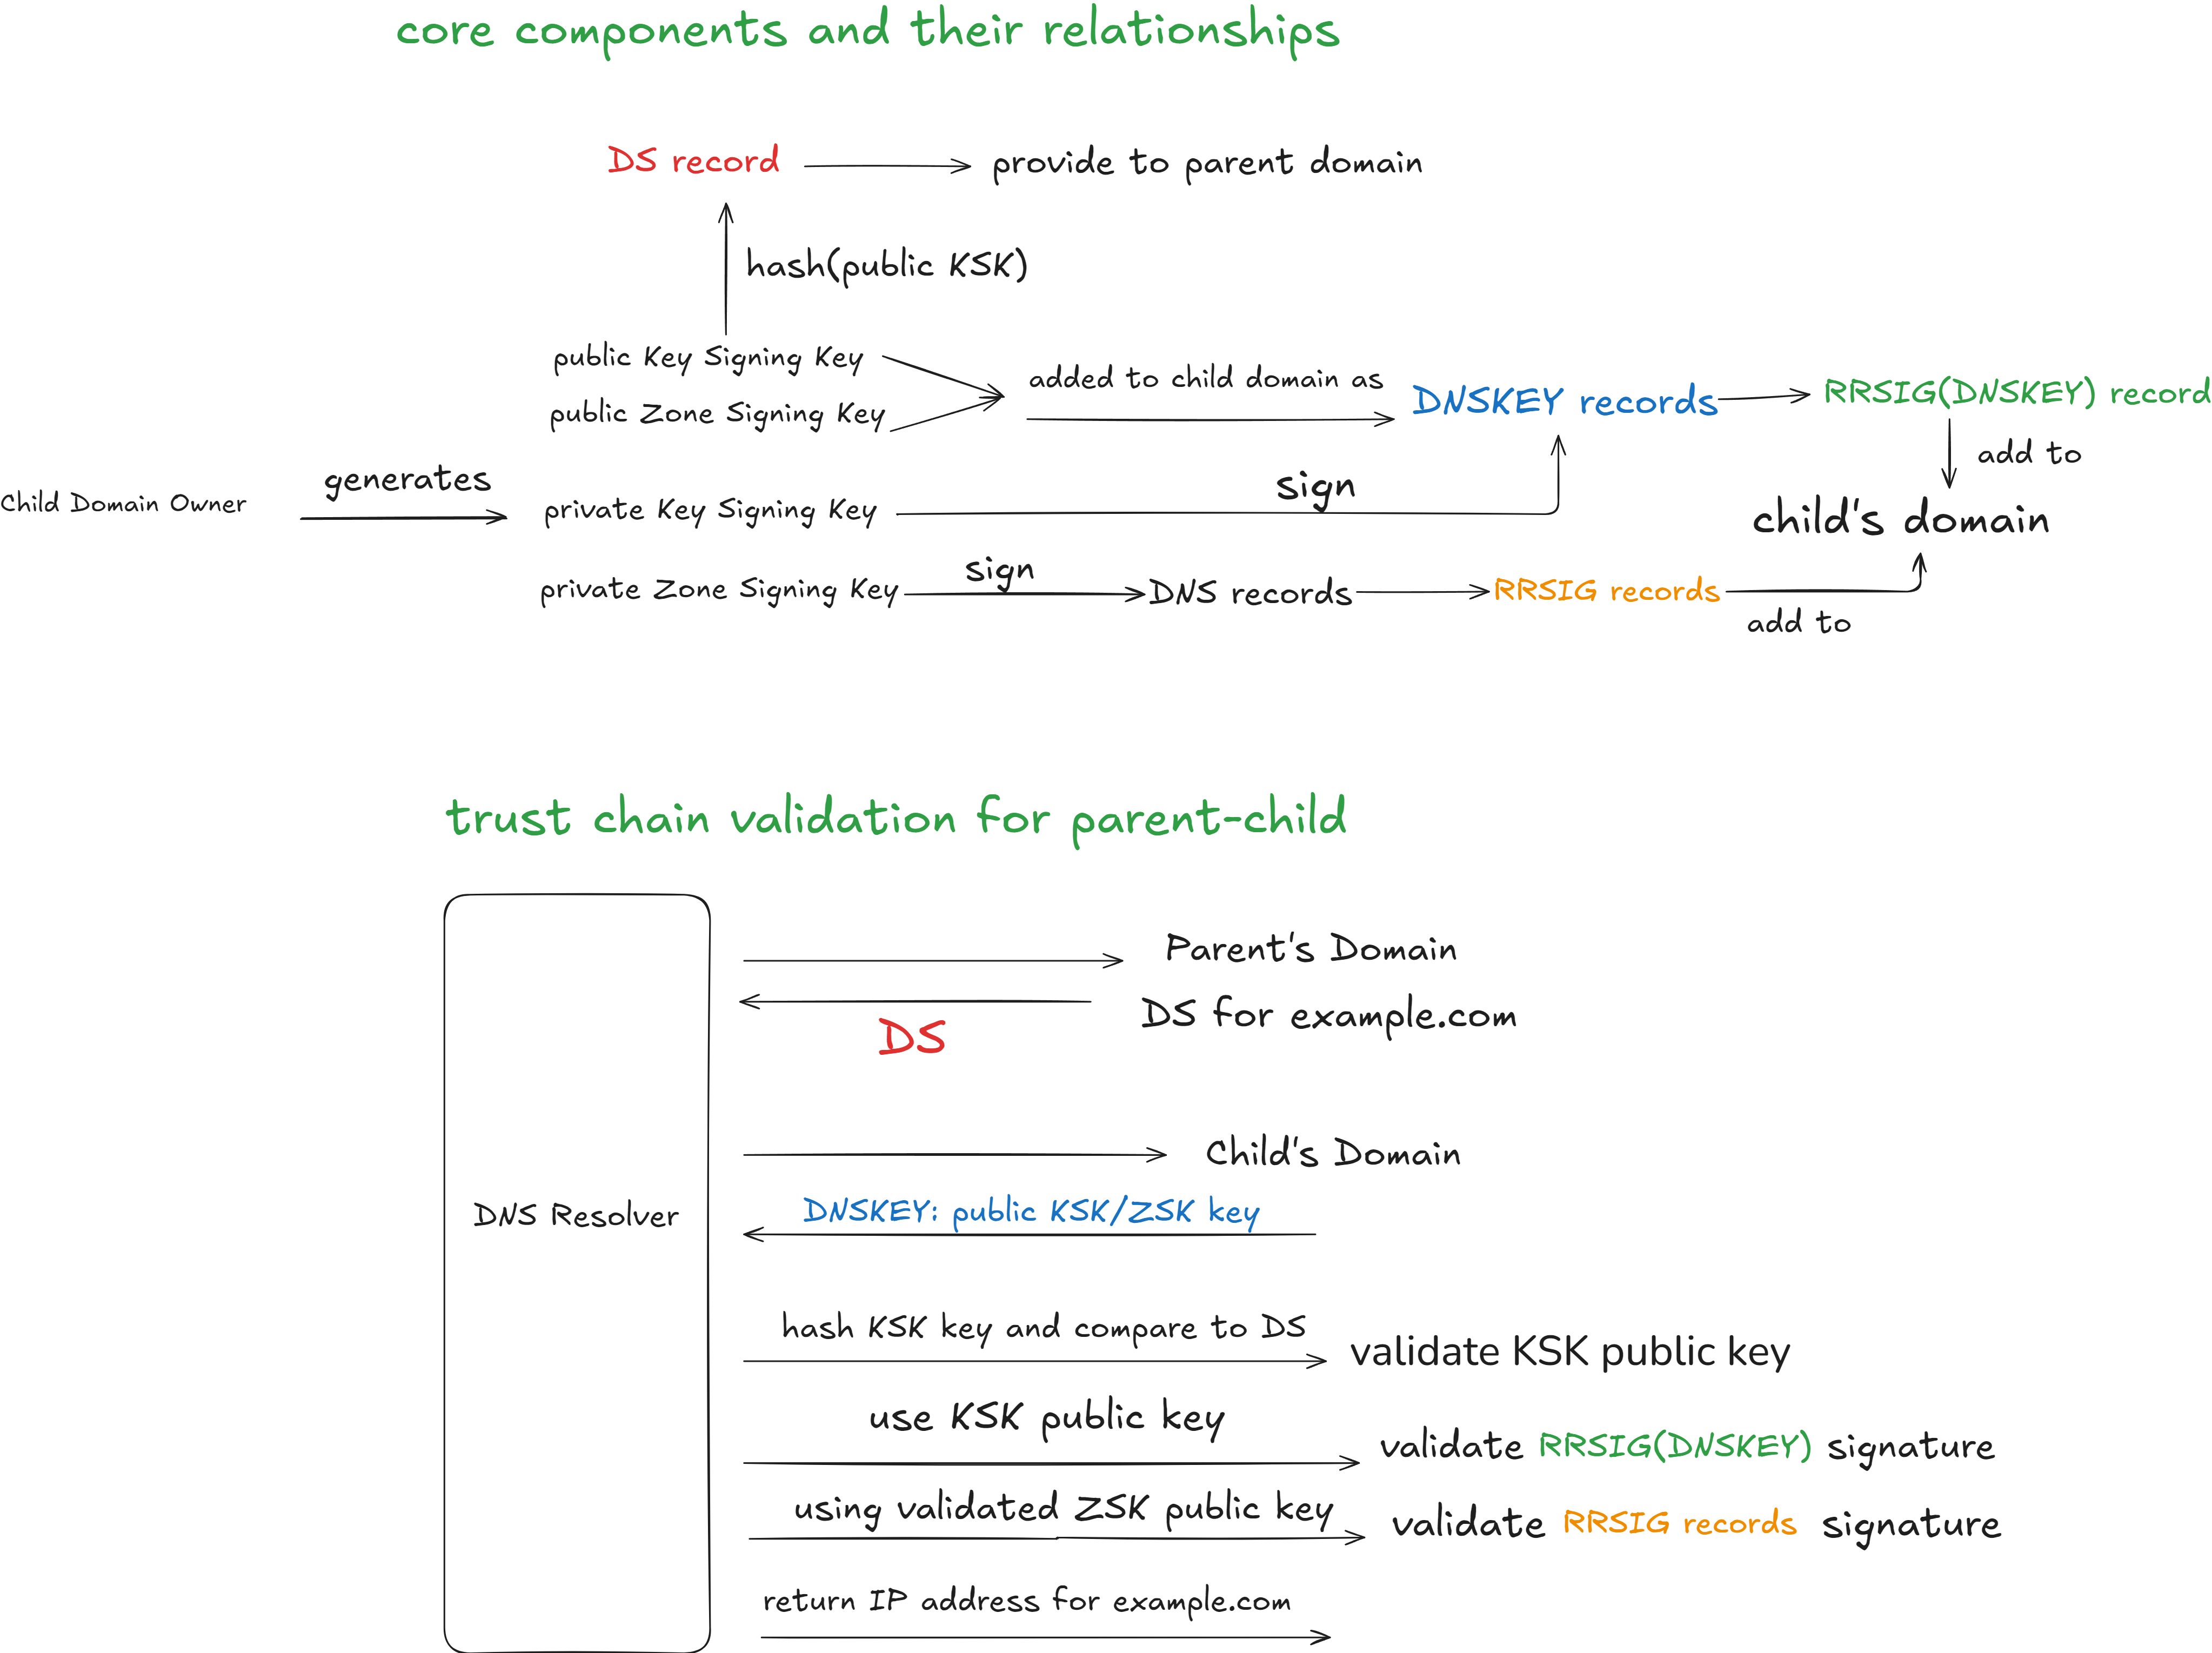 core components and their relationships
DS record
provide to parent domain
hash(public KSK)
public Key Signing Key
public Zone Signing Key
added to child domain as
DNSKEY records
RRSIG(DNSKEY) record
add to
Child Domain Owner
generates
private Key Signing Key
sign
child's domain
private Zone Signing Key
sign
DNS records
RRSIG records
add to
trust chain validation for parent-child
Parent's Domain
DS for example.com
DS
Child's Domain
DNS Resolver
DNSKEY: public KSK/ZSK key
hash KSK key and compare to DS
validate KSK public key
use KSK public key
validate RRSIG(DNSKEY) signature
using validated ZSK public key
validate RRSIG records signature
return IP address for example.com